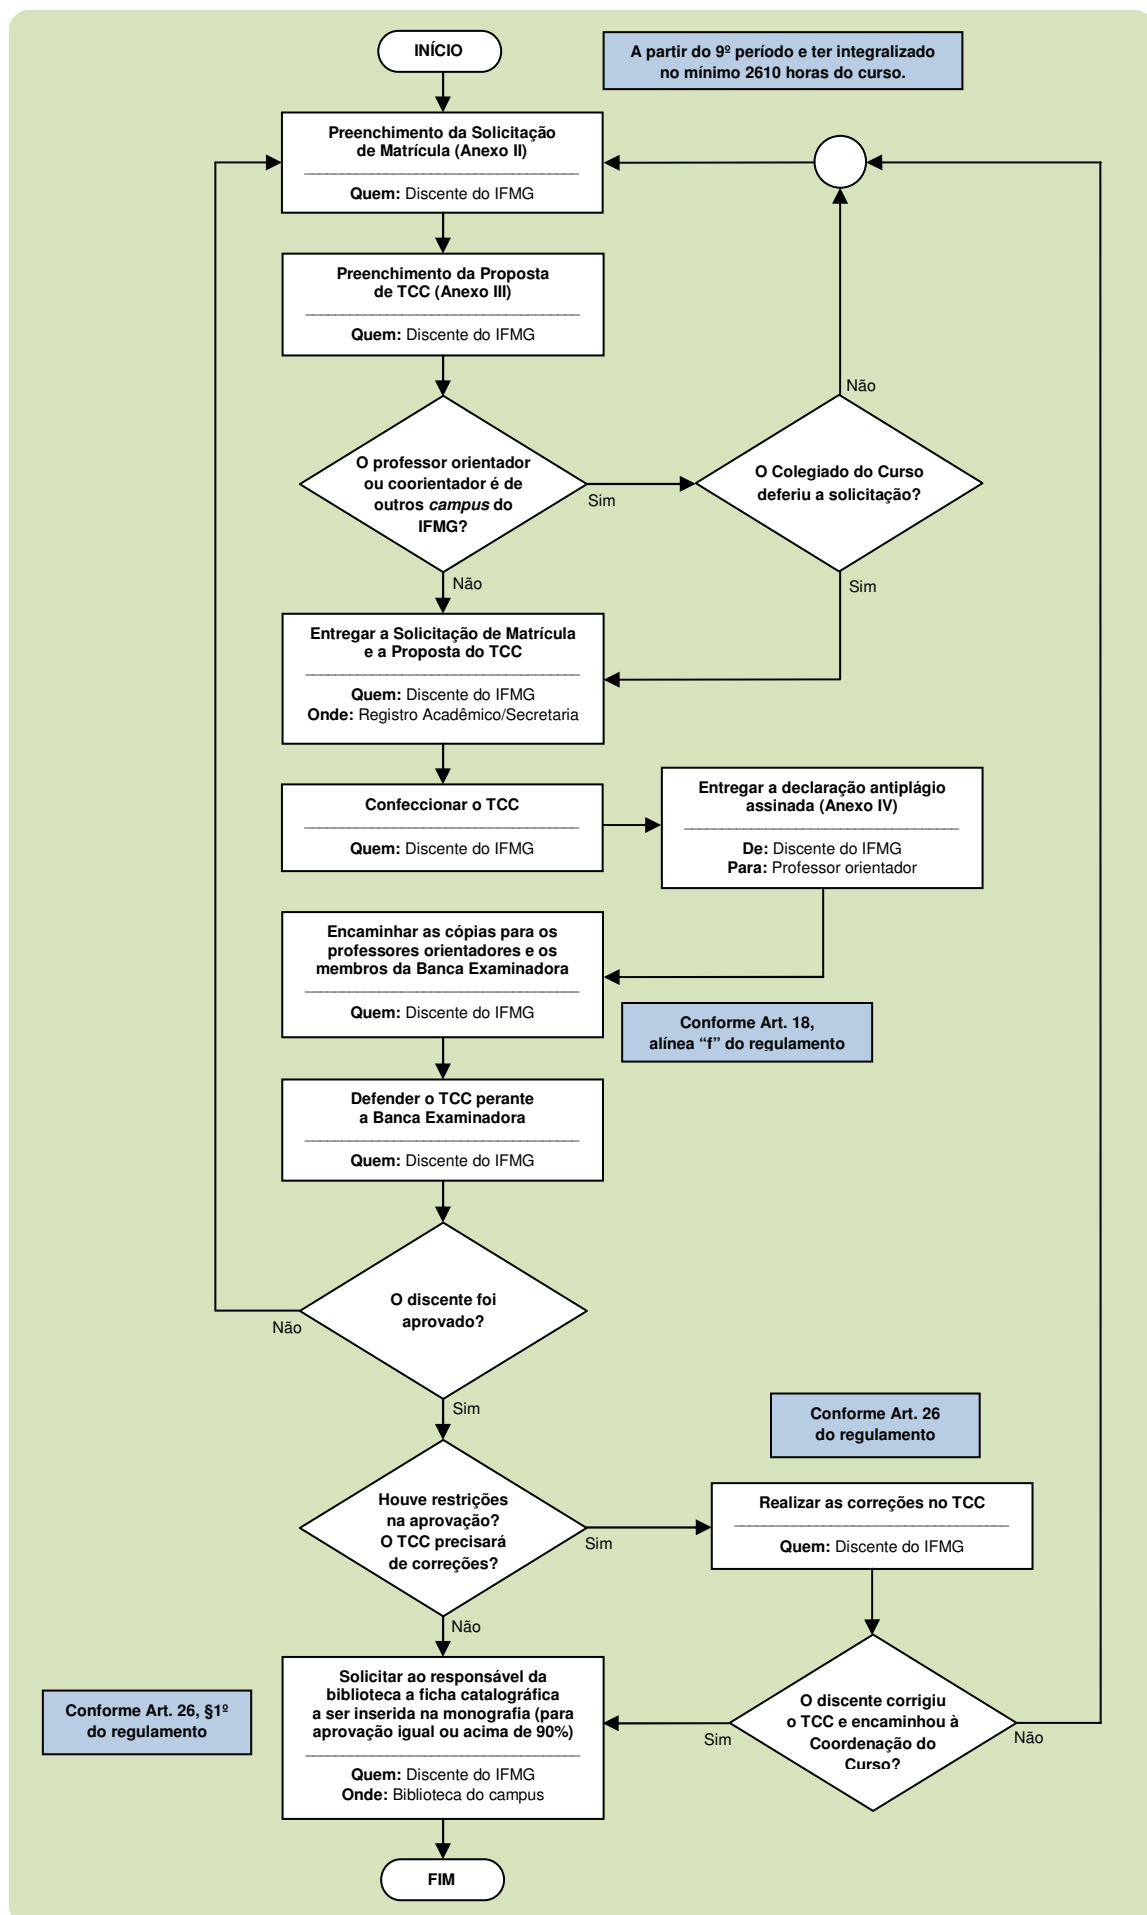 INÍCIO
A partir do 9º período e ter integralizado
no mínimo 2610 horas do curso.
Preenchimento da Solicitação
de Matrícula (Anexo II)
Quem: Discente do IFMG
Preenchimento da Proposta
de TCC (Anexo III)
Quem: Discente do IFMG
Não
O professor orientador
ou coorientador é de
outros campus do
IFMG?
Sim
O Colegiado do Curso
deferiu a solicitação?
Não
Sim
Entregar a Solicitação de Matrícula
e a Proposta do TCC
Quem: Discente do IFMG
Onde: Registro Acadêmico/Secretaria
Confeccionar o TCC
Quem: Discente do IFMG
Entregar a declaração antiplágio
assinada (Anexo IV)
De: Discente do IFMG
Para: Professor orientador
Encaminhar as cópias para os
professores orientadores e os
membros da Banca Examinadora
Quem: Discente do IFMG
Conforme Art. 18,
alínea “f” do regulamento
Defender o TCC perante
a Banca Examinadora
Quem: Discente do IFMG
O discente foi
aprovado?
Não
Sim
Conforme Art. 26
do regulamento
Houve restrições
na aprovação?
O TCC precisará
de correções?
Sim
Realizar as correções no TCC
Quem: Discente do IFMG
Não
Solicitar ao responsável da
biblioteca a ficha catalográfica
a ser inserida na monografia (para
aprovação igual ou acima de 90%)
Quem: Discente do IFMG
Onde: Biblioteca do campus
Conforme Art. 26, §1º
do regulamento
O discente corrigiu
o TCC e encaminhou à
Coordenação do
Curso?
Sim
Não
FIM